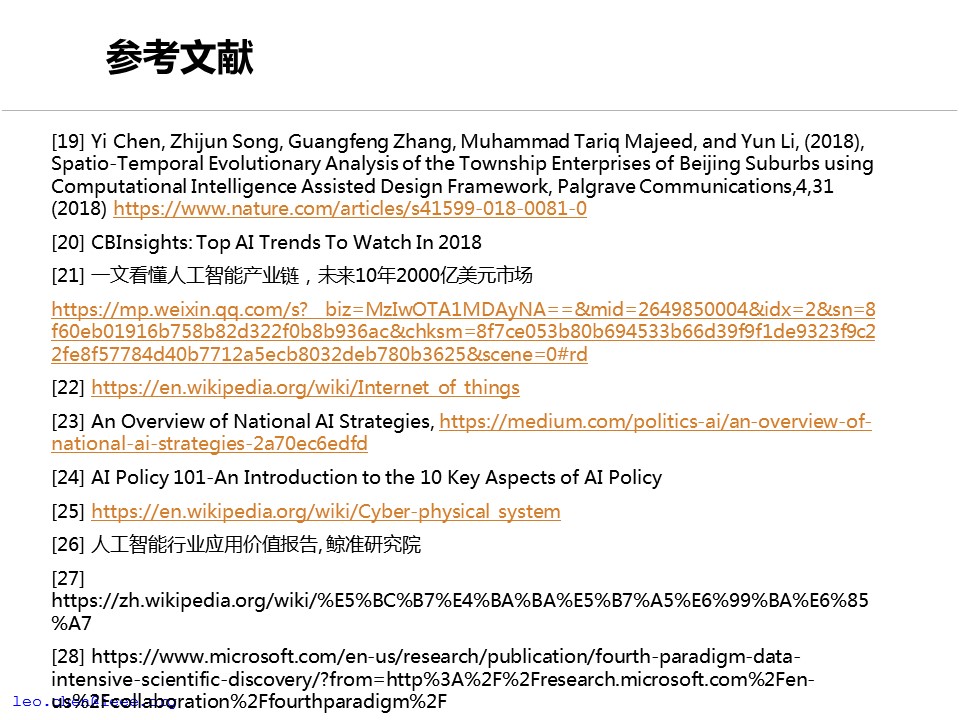 参考文献
[19] Yi Chen, Zhijun Song, Guangfeng Zhang, Muhammad Tariq Majeed, and Yun Li, (2018),
Spatio-Temporal Evolutionary Analysis of the Township Enterprises of Beijing Suburbs using
Computational Intelligence Assisted Design Framework, Palgrave Communications,4,31
(2018) https://www.nature.com/articles/s41599-018-0081-0
[20] CBInsights: Top AI Trends To Watch In 2018
[21] 一文看懂人工智能产业链，未来10年2000亿美元市场
https://mp.weixin.qq.com/s?__biz=MzIwOTA1MDAyNA==&mid=2649850004&idx=2&sn=8
f60eb01916b758b82d322f0b8b936ac&chksm=8f7ce053b80b694533b66d39f9f1de9323f9c2
2fe8f57784d40b7712a5ecb8032deb780b3625&scene=0#rd
[22] https://en.wikipedia.org/wiki/Internet_of_things
[23] An Overview of National AI Strategies, https://medium.com/politics-ai/an-overview-of-
national-ai-strategies-2a70ec6edfd
[24] AI Policy 101-An Introduction to the 10 Key Aspects of AI Policy
[25] https://en.wikipedia.org/wiki/Cyber-physical_system
[26] 人工智能行业应用价值报告, 鲸准研究院
[27]
https://zh.wikipedia.org/wiki/%E5%BC%B7%E4%BA%BA%E5%B7%A5%E6%99%BA%E6%85
%A7
[28] https://www.microsoft.com/en-us/research/publication/fourth-paradigm-data-
intensive-scientific-discovery/?from=http%3A%2F%2Fresearch.microsoft.com%2Fen-
us%2Fcollaboration%2Ffourthparadigm%2F